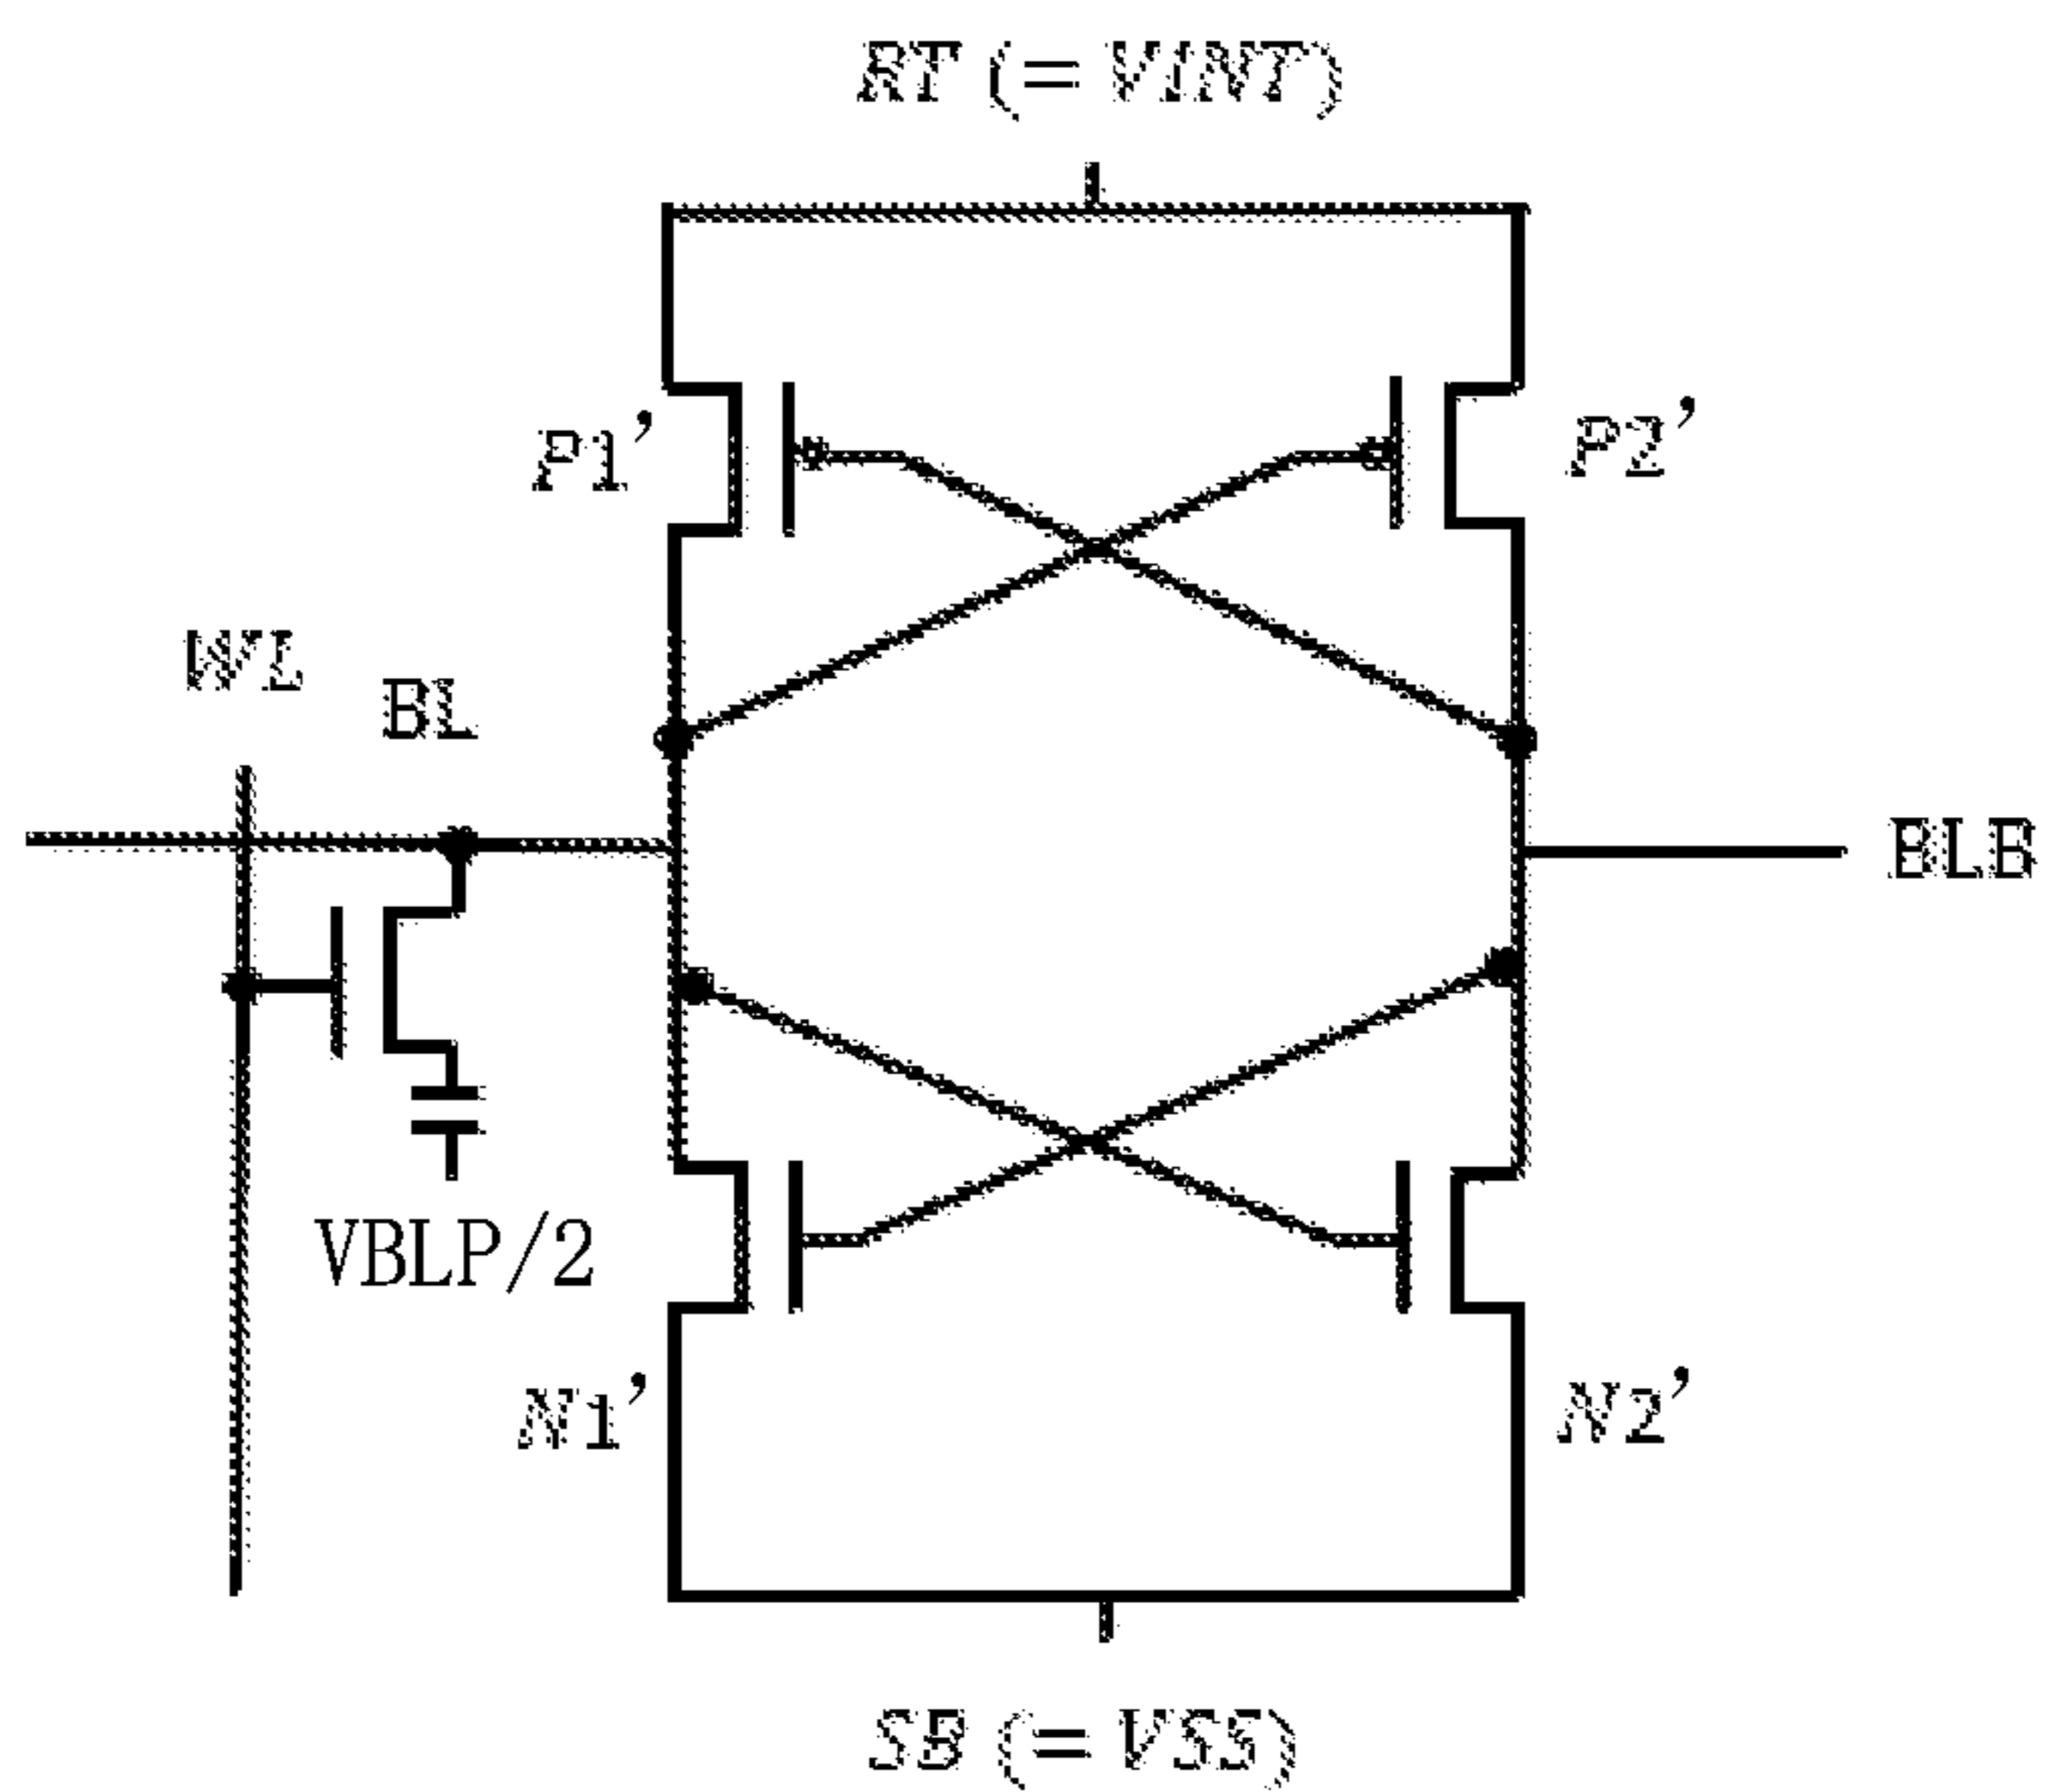 RT (= VINT)
P1'
P2'
WL
BL
BLB
VBLP/2
N1'
N2'
SB (= VSS)